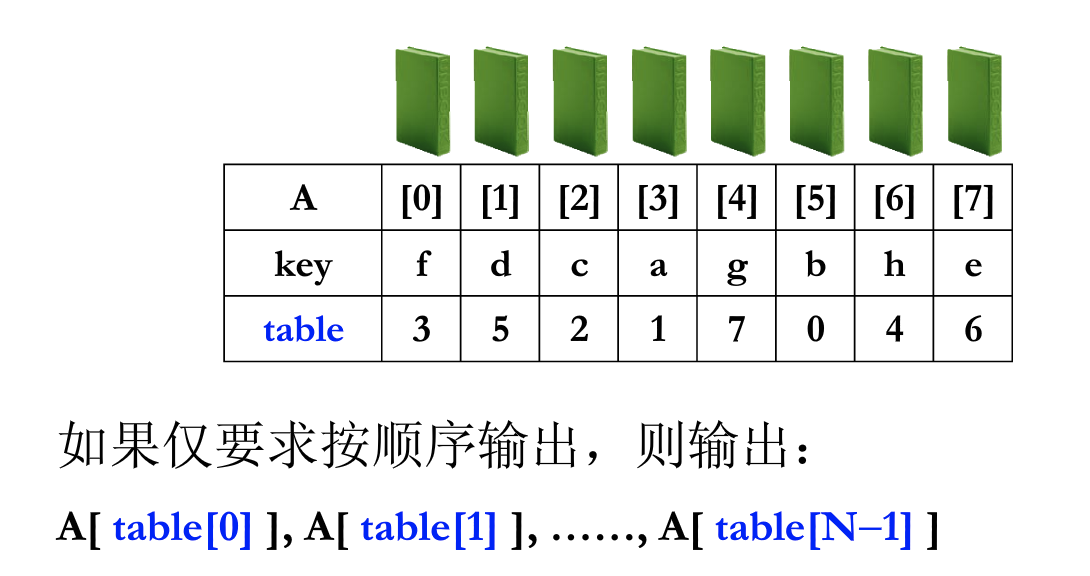 A [0] [1] [2] [3] [4] [5] [6] [7]
key f d c a g b h e
table 3 5 2 1 7 0 4 6
如果仅要求按顺序输出，则输出：
A[ table[0] ], A[ table[1] ], ……, A[ table[N–1] ]